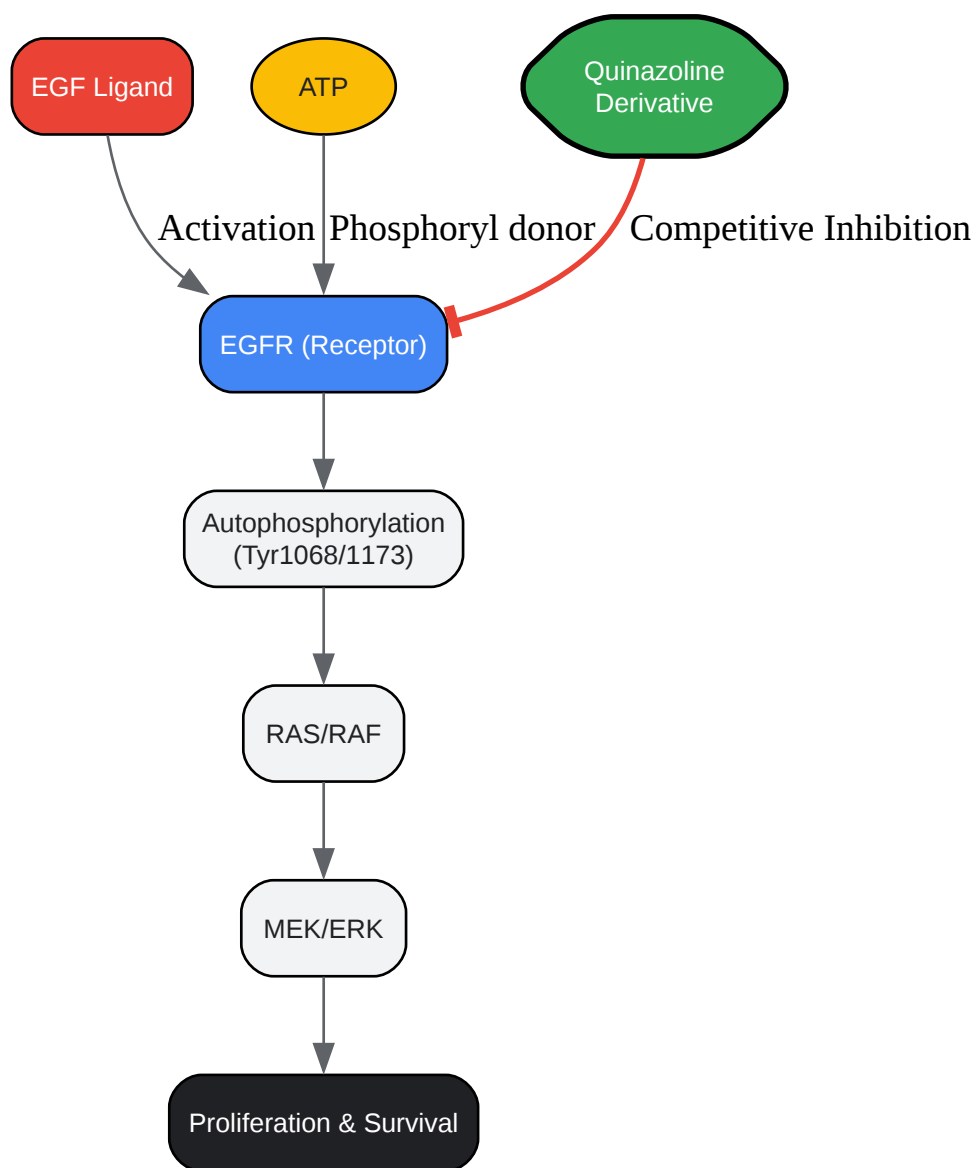 EGF Ligand
ATP
Quinazoline
Derivative
Activation
Phosphoryl donor
Competitive Inhibition
EGFR (Receptor)
Autophosphorylation
(Tyr1068/1173)
RAS/RAF
MEK/ERK
Proliferation & Survival